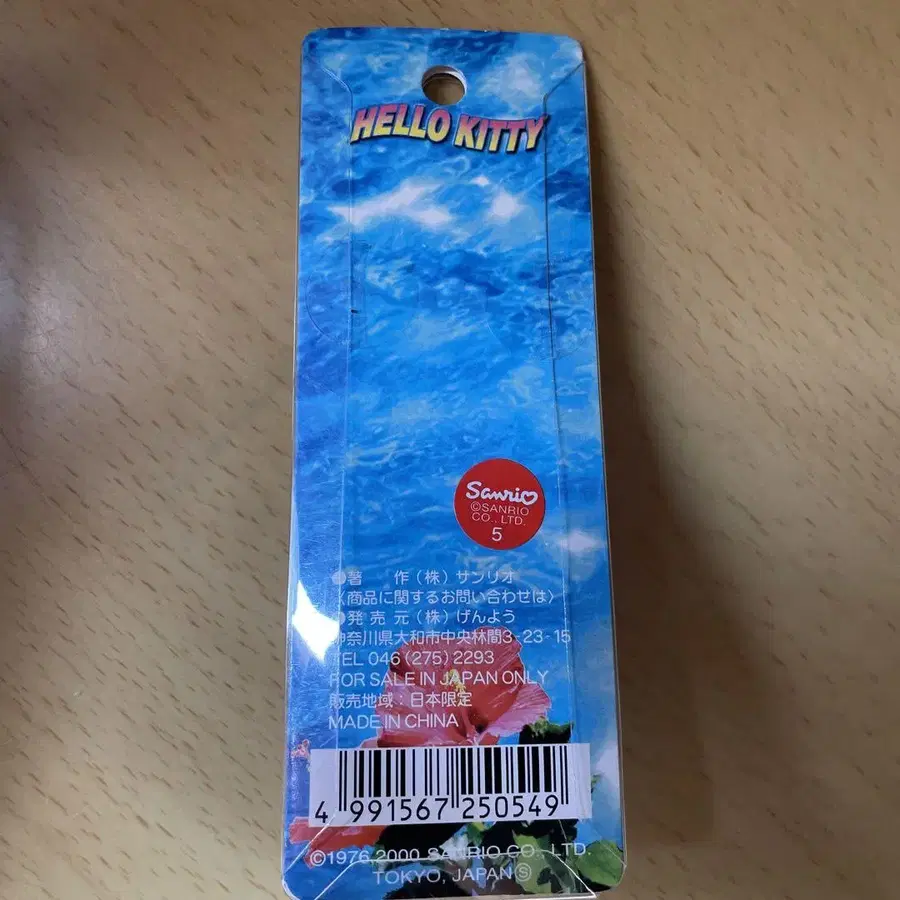 HELLO KITTY
Sanrio
©SANRIO
CO., LTD.
5
●著　作（株）サンリオ
〈商品に関するお問い合わせは〉
●発売元（株）げんよう
神奈川県大和市中央林間3-23-15
TEL 046(275)2293
FOR SALE IN JAPAN ONLY
販売地域：日本限定
MADE IN CHINA
4 991567 250549
©1976, 2000 SANRIO CO., LTD.
TOKYO, JAPAN Ⓢ